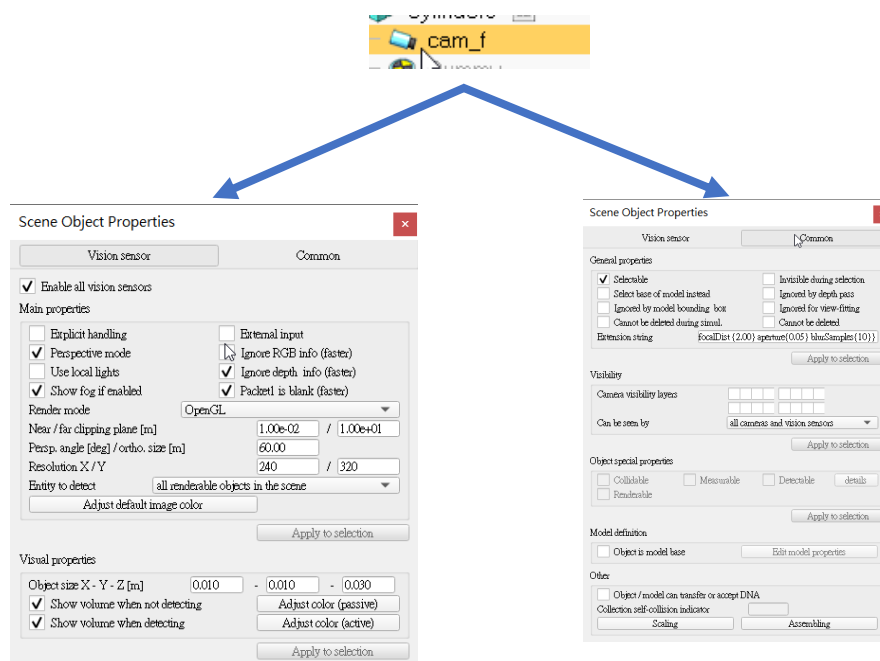 cam_f
Scene Object Properties
Vision sensor Common
Enable all vision sensors
Main properties
Explicit handling External input
Perspective mode Ignore RGB info (faster)
Use local lights Ignore depth info (faster)
Show fog if enabled Packet1 is blank (faster)
Render mode OpenGL
Near / far clipping plane [m] 1.00e-02 / 1.00e+01
Persp. angle [deg] / ortho. size [m] 60.00
Resolution X / Y 240 / 320
Entity to detect all renderable objects in the scene
Adjust default image color
Apply to selection
Visual properties
Object size X - Y - Z [m] 0.010 - 0.010 - 0.030
Show volume when not detecting Adjust color (passive)
Show volume when detecting Adjust color (active)
Apply to selection
Scene Object Properties
Vision sensor Common
General properties
Selectable Invisible during selection
Select base of model instead Ignored by depth pass
Ignored by model bounding box Ignored for view-fitting
Cannot be deleted during simul. Cannot be deleted
Extension string focalDist {2.00} aperture{0.05} blurSamples{10}}
Apply to selection
Visibility
Camera visibility layers
Can be seen by all cameras and vision sensors
Apply to selection
Object special properties
Collidable Measurable Detectable details
Renderable
Apply to selection
Model definition
Object is model base Edit model properties
Other
Object / model can transfer or accept DNA
Collection self-collision indicator
Scaling Assembling